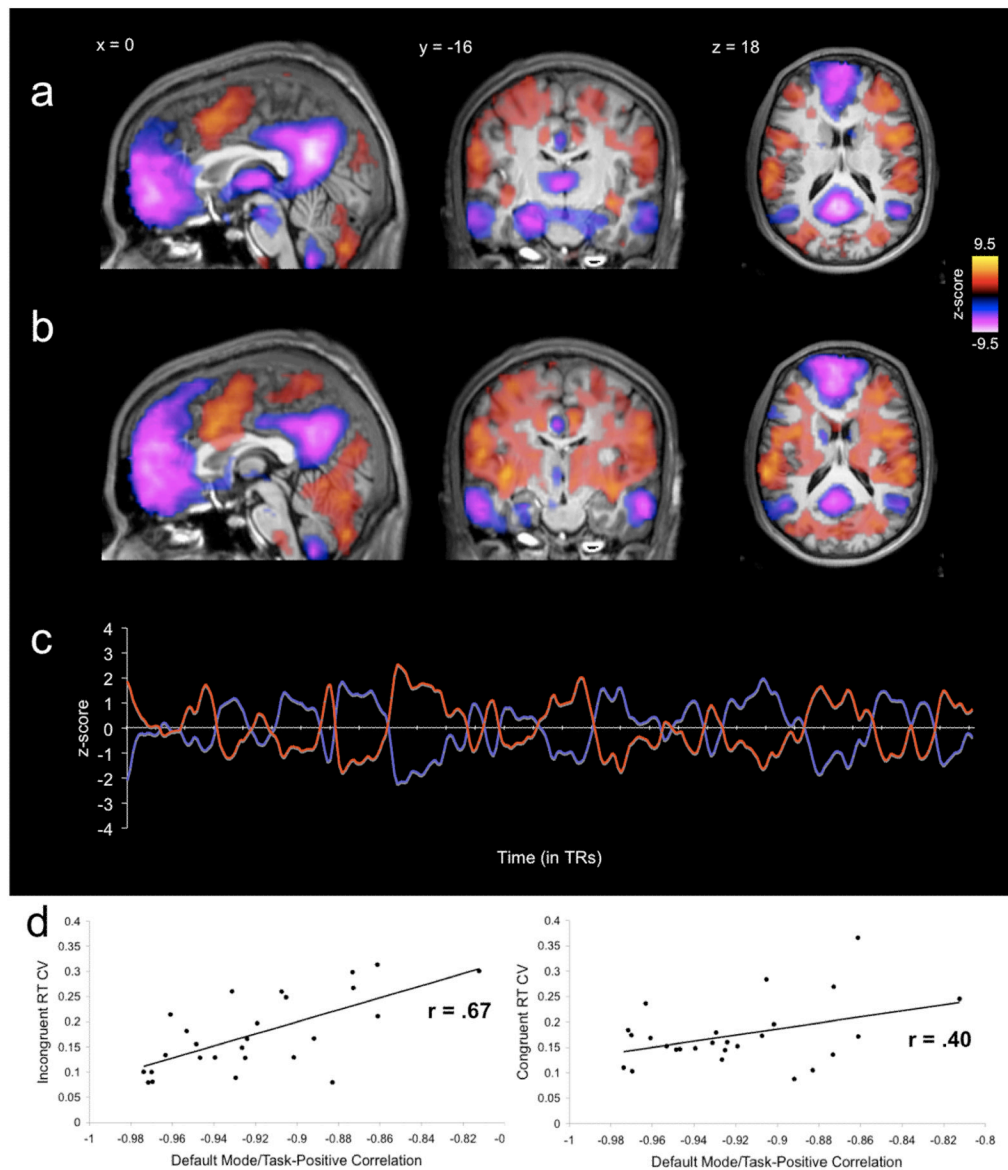 x = 0 y = -16 z = 18
a
9.5
z-score
-9.5
b
c
4
3
2
1
0
-1
-2
-3
-4
z-score
Time (in TRs)
d
0.4
0.35
0.3
0.25
0.2
0.15
0.1
0.05
0
Incongruent RT CV
r = .67
-1 -0.98 -0.96 -0.94 -0.92 -0.9 -0.88 -0.86 -0.84 -0.82 -0
Default Mode/Task-Positive Correlation
0.4
0.35
0.3
0.25
0.2
0.15
0.1
0.05
0
Congruent RT CV
r = .40
-1 -0.98 -0.96 -0.94 -0.92 -0.90 -0.88 -0.86 -0.84 -0.82 -0.8
Default Mode/Task-Positive Correlation